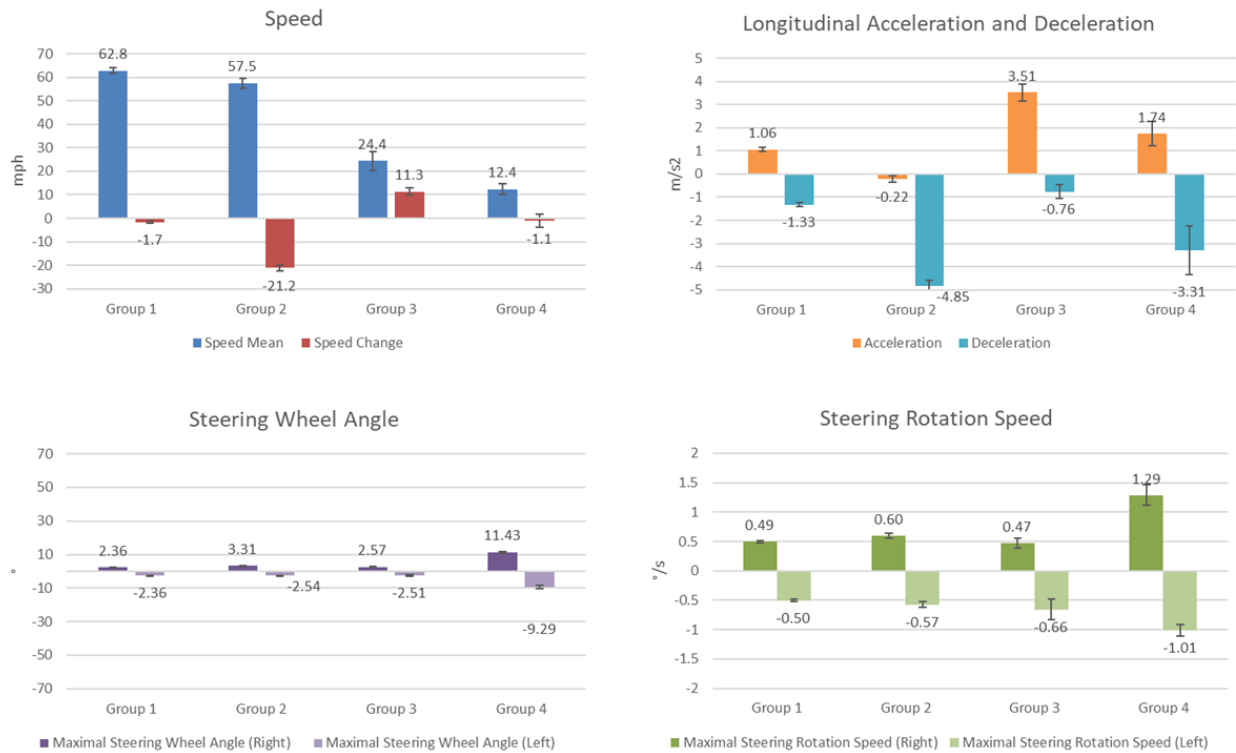 Speed
70
60
50
40
30
20
10
0
-10
-20
-30
mph
62.8
-1.7
57.5
-21.2
24.4
11.3
12.4
-1.1
Group 1
Group 2
Group 3
Group 4
Speed Mean
Speed Change
Longitudinal Acceleration and Deceleration
5
4
3
2
1
0
-1
-2
-3
-4
-5
m/s2
1.06
-1.33
-0.22
-4.85
3.51
-0.76
1.74
-3.31
Group 1
Group 2
Group 3
Group 4
Acceleration
Deceleration
Steering Wheel Angle
70
50
30
10
-10
-30
-50
-70
°
2.36
-2.36
3.31
-2.54
2.57
-2.51
11.43
-9.29
Group 1
Group 2
Group 3
Group 4
Maximal Steering Wheel Angle (Right)
Maximal Steering Wheel Angle (Left)
Steering Rotation Speed
2
1.5
1
0.5
0
-0.5
-1
-1.5
-2
°/s
0.49
-0.50
0.60
-0.57
0.47
-0.66
1.29
-1.01
Group 1
Group 2
Group 3
Group 4
Maximal Steering Rotation Speed (Right)
Maximal Steering Rotation Speed (Left)